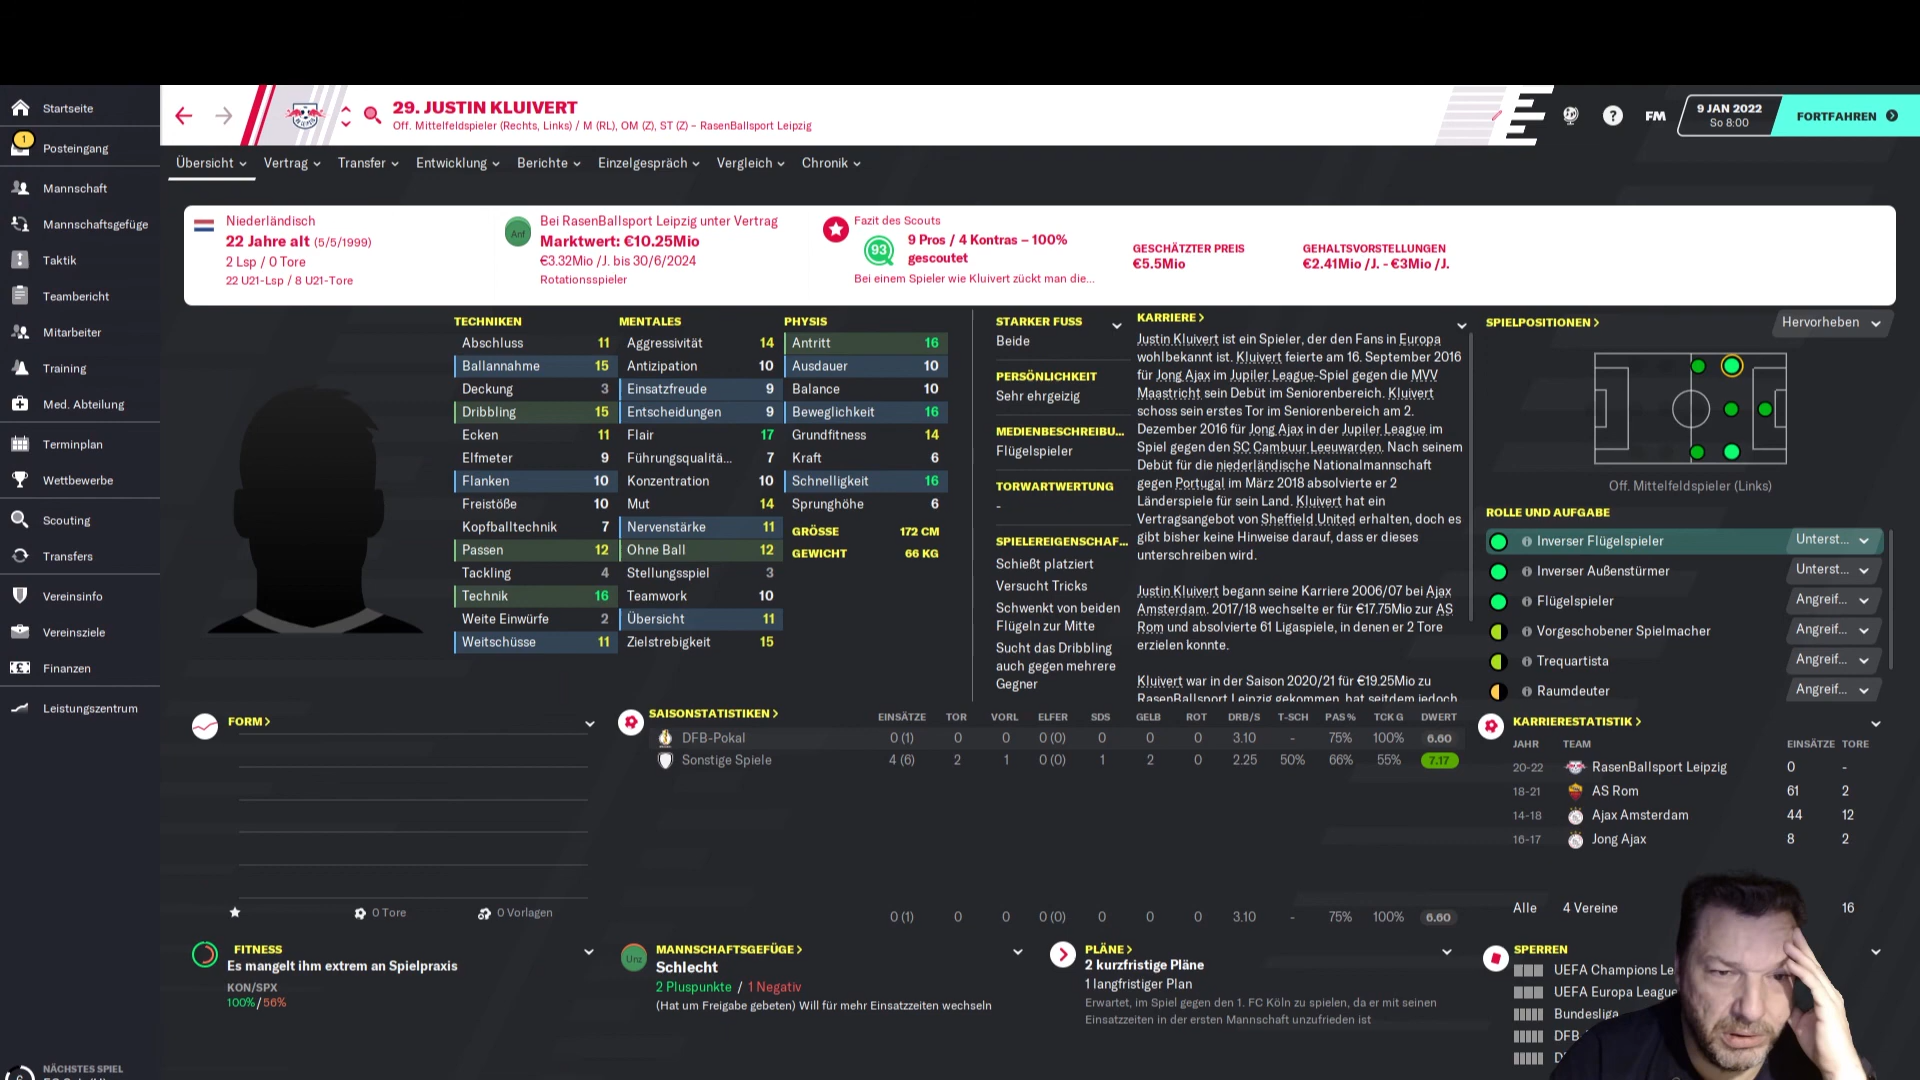 Startseite
1
Posteingang
Mannschaft
Mannschaftsgefüge
Taktik
Teambericht
Mitarbeiter
Training
Med. Abteilung
Terminplan
Wettbewerbe
Scouting
Transfers
Vereinsinfo
Vereinsziele
Finanzen
Leistungszentrum
NÄCHSTES SPIEL
29. JUSTIN KLUIVERT
Off. Mittelfeldspieler (Rechts, Links) / M (RL), OM (Z), ST (Z) – RasenBallsport Leipzig
FM
9 JAN 2022
So 8:00
FORTFAHREN
Übersicht Vertrag Transfer Entwicklung Berichte Einzelgespräch Vergleich Chronik
Niederländisch
22 Jahre alt (5/5/1999)
2 Lsp / 0 Tore
22 U21-Lsp / 8 U21-Tore
Anf
Bei RasenBallsport Leipzig unter Vertrag
Marktwert: €10.25Mio
€3.32Mio /J. bis 30/6/2024
Rotationsspieler
Fazit des Scouts
93
9 Pros / 4 Kontras – 100%
gescoutet
Bei einem Spieler wie Kluivert zückt man die...
GESCHÄTZTER PREIS
€5.5Mio
GEHALTSVORSTELLUNGEN
€2.41Mio /J. - €3Mio /J.
TECHNIKEN
Abschluss 11
Ballannahme 15
Deckung 3
Dribbling 15
Ecken 11
Elfmeter 9
Flanken 10
Freistöße 10
Kopfballtechnik 7
Passen 12
Tackling 4
Technik 16
Weite Einwürfe 2
Weitschüsse 11
MENTALES
Aggressivität 14
Antizipation 10
Einsatzfreude 9
Entscheidungen 9
Flair 17
Führungsqualitä... 7
Konzentration 10
Mut 14
Nervenstärke 11
Ohne Ball 12
Stellungsspiel 3
Teamwork 10
Übersicht 11
Zielstrebigkeit 15
PHYSIS
Antritt 16
Ausdauer 10
Balance 10
Beweglichkeit 16
Grundfitness 14
Kraft 6
Schnelligkeit 16
Sprunghöhe 6
GRÖSSE 172 CM
GEWICHT 66 KG
STARKER FUSS
Beide
PERSÖNLICHKEIT
Sehr ehrgeizig
MEDIENBESCHREIBU...
Flügelspieler
TORWARTWERTUNG
-
SPIELEREIGENSCHAF...
Schießt platziert
Versucht Tricks
Schwenkt von beiden
Flügeln zur Mitte
Sucht das Dribbling
auch gegen mehrere
Gegner
KARRIERE
Justin Kluivert ist ein Spieler, der den Fans in Europa
wohlbekannt ist. Kluivert feierte am 16. September 2016
für Jong Ajax im Jupiler League-Spiel gegen die MVV
Maastricht sein Debüt im Seniorenbereich. Kluivert
schoss sein erstes Tor im Seniorenbereich am 2.
Dezember 2016 für Jong Ajax in der Jupiler League im
Spiel gegen den SC Cambuur Leeuwarden. Nach seinem
Debüt für die niederländische Nationalmannschaft
gegen Portugal im März 2018 absolvierte er 2
Länderspiele für sein Land. Kluivert hat ein
Vertragsangebot von Sheffield United erhalten, doch es
gibt bisher keine Hinweise darauf, dass er dieses
unterschreiben wird.
Justin Kluivert begann seine Karriere 2006/07 bei Ajax
Amsterdam. 2017/18 wechselte er für €17.75Mio zur AS
Rom und absolvierte 61 Ligaspiele, in denen er 2 Tore
erzielen konnte.
Kluivert war in der Saison 2020/21 für €19.25Mio zu
RasenBallsport Leipzig gekommen, hat seitdem jedoch
SPIELPOSITIONEN
Hervorheben
Off. Mittelfeldspieler (Links)
ROLLE UND AUFGABE
Inverser Flügelspieler Unterst...
Inverser Außenstürmer Unterst...
Flügelspieler Angreif...
Vorgeschobener Spielmacher Angreif...
Trequartista Angreif...
Raumdeuter Angreif...
FORM
0 Tore 0 Vorlagen
SAISONSTATISTIKEN EINSÄTZE TOR VORL ELFER SDS GELB ROT DRB/S T-SCH PAS % TCK G DWERT
DFB-Pokal 0 (1) 0 0 0 (0) 0 0 0 3.10 - 75% 100% 6.60
Sonstige Spiele 4 (6) 2 1 0 (0) 1 2 0 2.25 50% 66% 55% 7.17
0 (1) 0 0 0 (0) 0 0 0 3.10 - 75% 100% 6.60
KARRIERESTATISTIK
JAHR TEAM EINSÄTZE TORE
20-22 RasenBallsport Leipzig 0 -
18-21 AS Rom 61 2
14-18 Ajax Amsterdam 44 12
16-17 Jong Ajax 8 2
Alle 4 Vereine 16
FITNESS
Es mangelt ihm extrem an Spielpraxis
KON/SPX
100%/56%
Unz
MANNSCHAFTSGEFÜGE
Schlecht
2 Pluspunkte / 1 Negativ
(Hat um Freigabe gebeten) Will für mehr Einsatzzeiten wechseln
PLÄNE
2 kurzfristige Pläne
1 langfristiger Plan
Erwartet, im Spiel gegen den 1. FC Köln zu spielen, da er mit seinen
Einsatzzeiten in der ersten Mannschaft unzufrieden ist
SPERREN
UEFA Champions Le
UEFA Europa League
Bundesliga
DFB